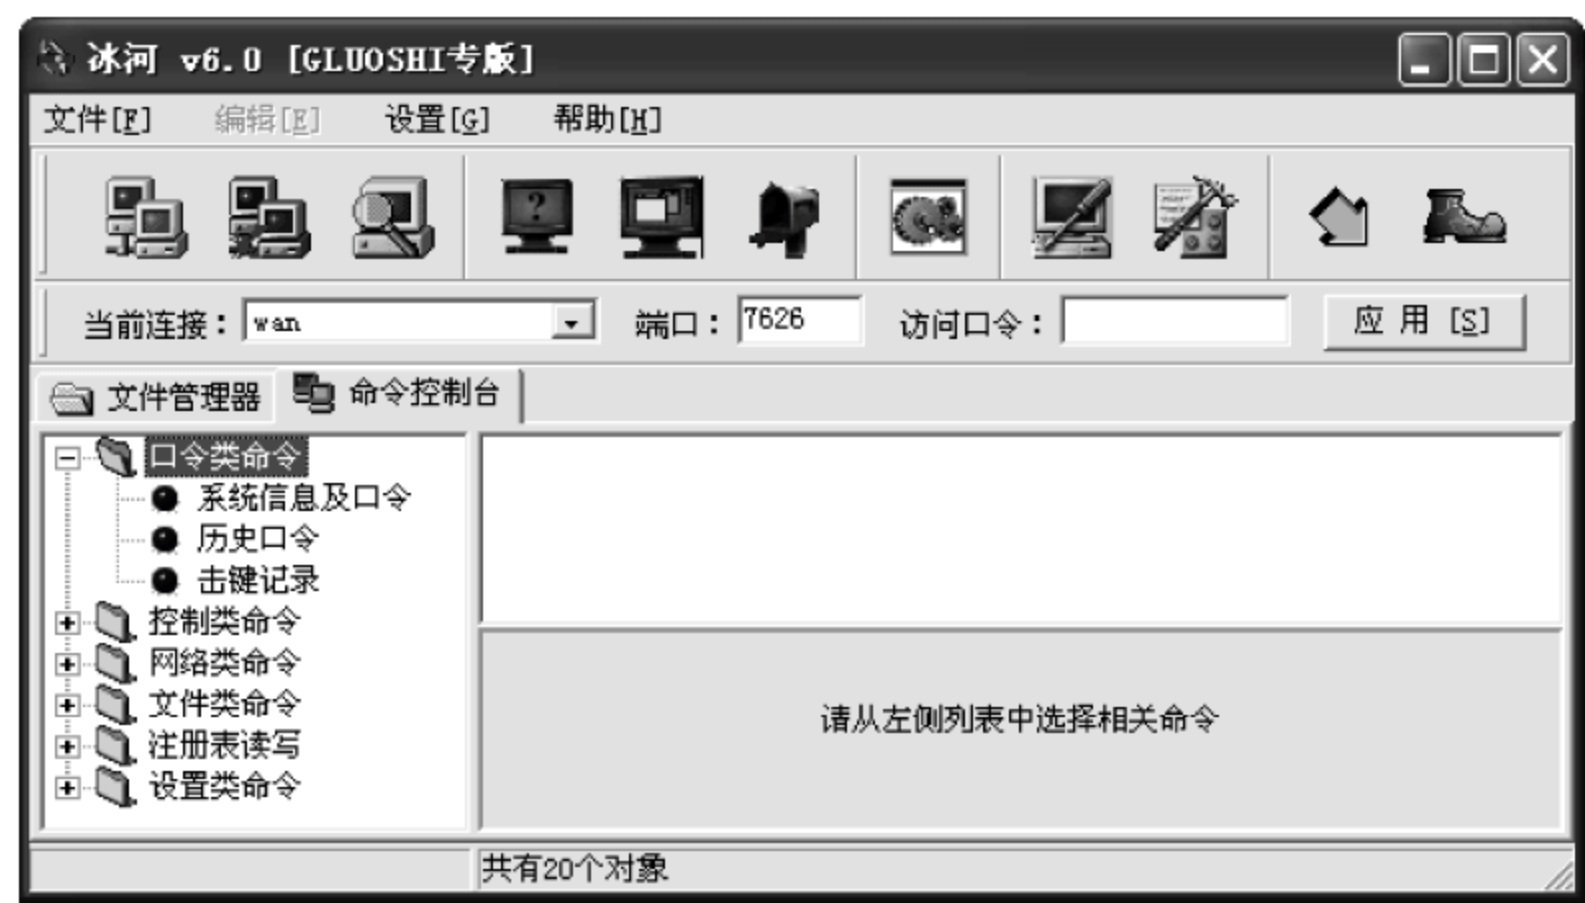 冰河 v6.0 [GLUOSHI专版]
文件[F] 编辑[E] 设置[G] 帮助[H]
当前连接： wan 端口： 7626 访问口令： 应 用 [S]
文件管理器 命令控制台
口令类命令
系统信息及口令
历史口令
击键记录
控制类命令
网络类命令
文件类命令
注册表读写
设置类命令
请从左侧列表中选择相关命令
共有20个对象